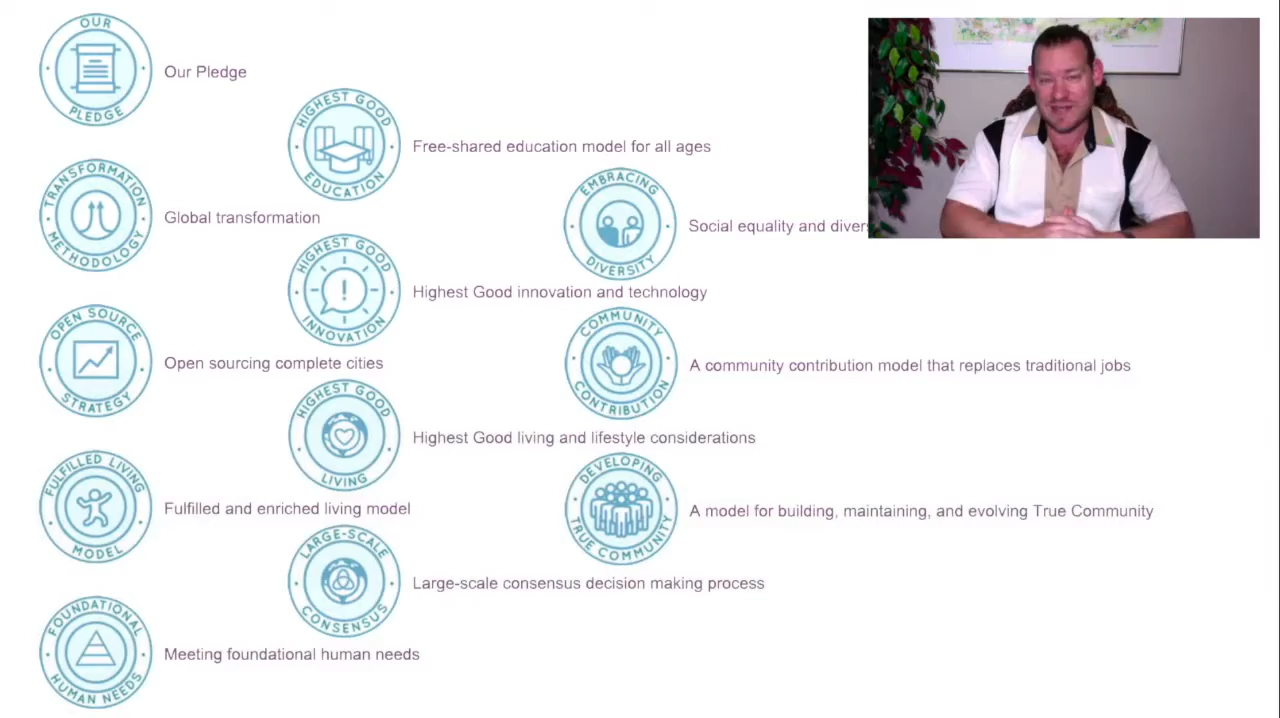 OUR PLEDGE
Our Pledge
HIGHEST GOOD EDUCATION
Free-shared education model for all ages
TRANSFORMATION METHODOLOGY
Global transformation
EMBRACING DIVERSITY
Social equality and
HIGHEST GOOD INNOVATION
Highest Good innovation and technology
OPEN SOURCE STRATEGY
Open sourcing complete cities
COMMUNITY CONTRIBUTION
A community contribution model that replaces traditional jobs
HIGHEST GOOD LIVING
Highest Good living and lifestyle considerations
FULFILLED LIVING MODEL
Fulfilled and enriched living model
DEVELOPING TRUE COMMUNITY
A model for building, maintaining, and evolving True Community
LARGE-SCALE CONSENSUS
Large-scale consensus decision making process
FOUNDATIONAL HUMAN NEEDS
Meeting foundational human needs